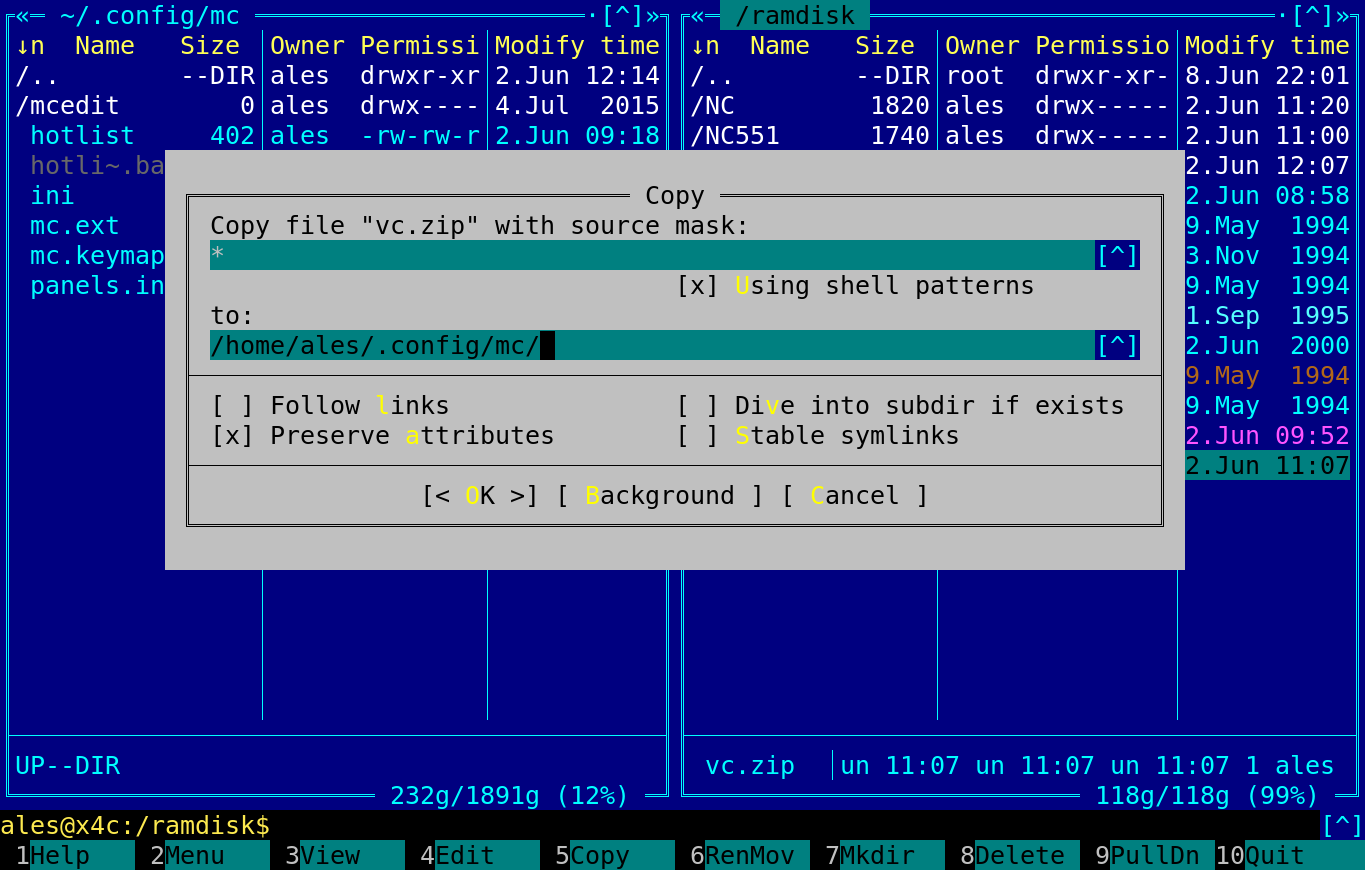 «═ ~/.config/mc ·[^]» «═ /ramdisk ·[^]»
↓n Name Size Owner Permissi Modify time ↓n Name Size Owner Permissio Modify time
/.. --DIR ales drwxr-xr 2.Jun 12:14 /.. --DIR root drwxr-xr- 8.Jun 22:01
/mcedit 0 ales drwx---- 4.Jul 2015 /NC 1820 ales drwx----- 2.Jun 11:20
hotlist 402 ales -rw-rw-r 2.Jun 09:18 /NC551 1740 ales drwx----- 2.Jun 11:00
hotli~.ba 2.Jun 12:07
Copy
ini 2.Jun 08:58
Copy file "vc.zip" with source mask:
mc.ext 9.May 1994
mc.keymap * [^] 3.Nov 1994
panels.in [x] Using shell patterns 9.May 1994
to: 1.Sep 1995
/home/ales/.config/mc/ [^] 2.Jun 2000
9.May 1994
[ ] Follow links [ ] Dive into subdir if exists 9.May 1994
[x] Preserve attributes [ ] Stable symlinks 2.Jun 09:52
2.Jun 11:07
[< OK >] [ Background ] [ Cancel ]
UP--DIR vc.zip un 11:07 un 11:07 un 11:07 1 ales
232g/1891g (12%) 118g/118g (99%)
ales@x4c:/ramdisk$ [^]
1Help 2Menu 3View 4Edit 5Copy 6RenMov 7Mkdir 8Delete 9PullDn 10Quit